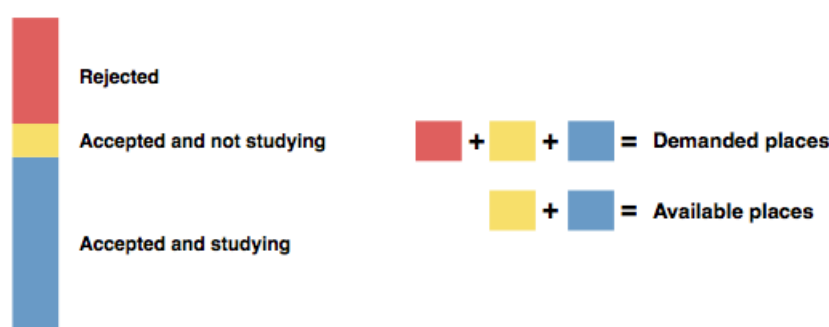 Rejected
Accepted and not studying
Accepted and studying
+ + = Demanded places
+ = Available places